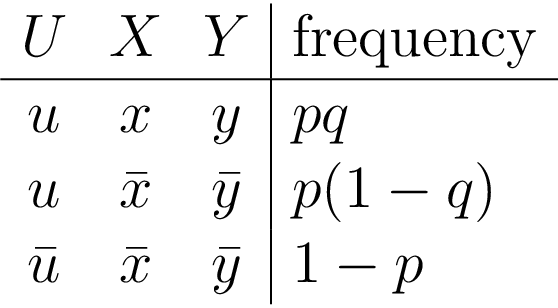 U X Y frequency
u x y pq
u x̄ ȳ p(1 − q)
ū x̄ ȳ 1 − p